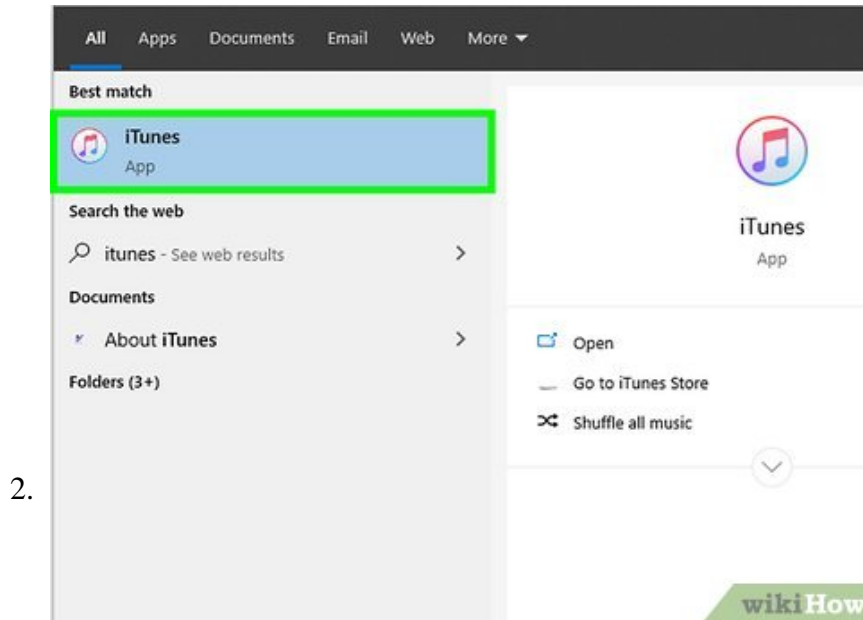 All Apps Documents Email Web More
Best match
iTunes
App
Search the web
itunes - See web results
Documents
About iTunes
Folders (3+)
iTunes
App
Open
Go to iTunes Store
Shuffle all music
2.
wikiHow